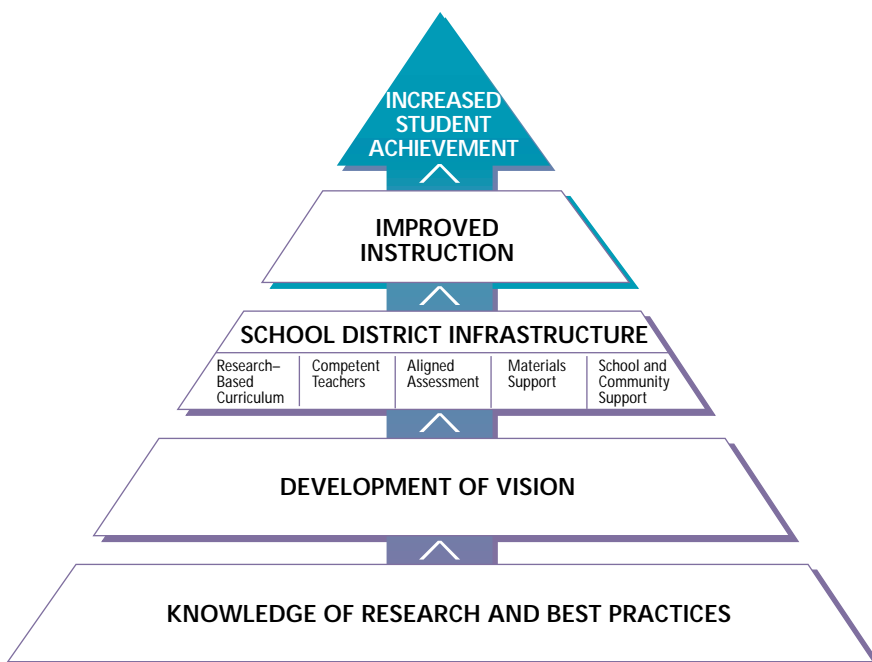 INCREASED
STUDENT
ACHIEVEMENT
IMPROVED
INSTRUCTION
SCHOOL DISTRICT INFRASTRUCTURE
Research–
Based
Curriculum
Competent
Teachers
Aligned
Assessment
Materials
Support
School and
Community
Support
DEVELOPMENT OF VISION
KNOWLEDGE OF RESEARCH AND BEST PRACTICES